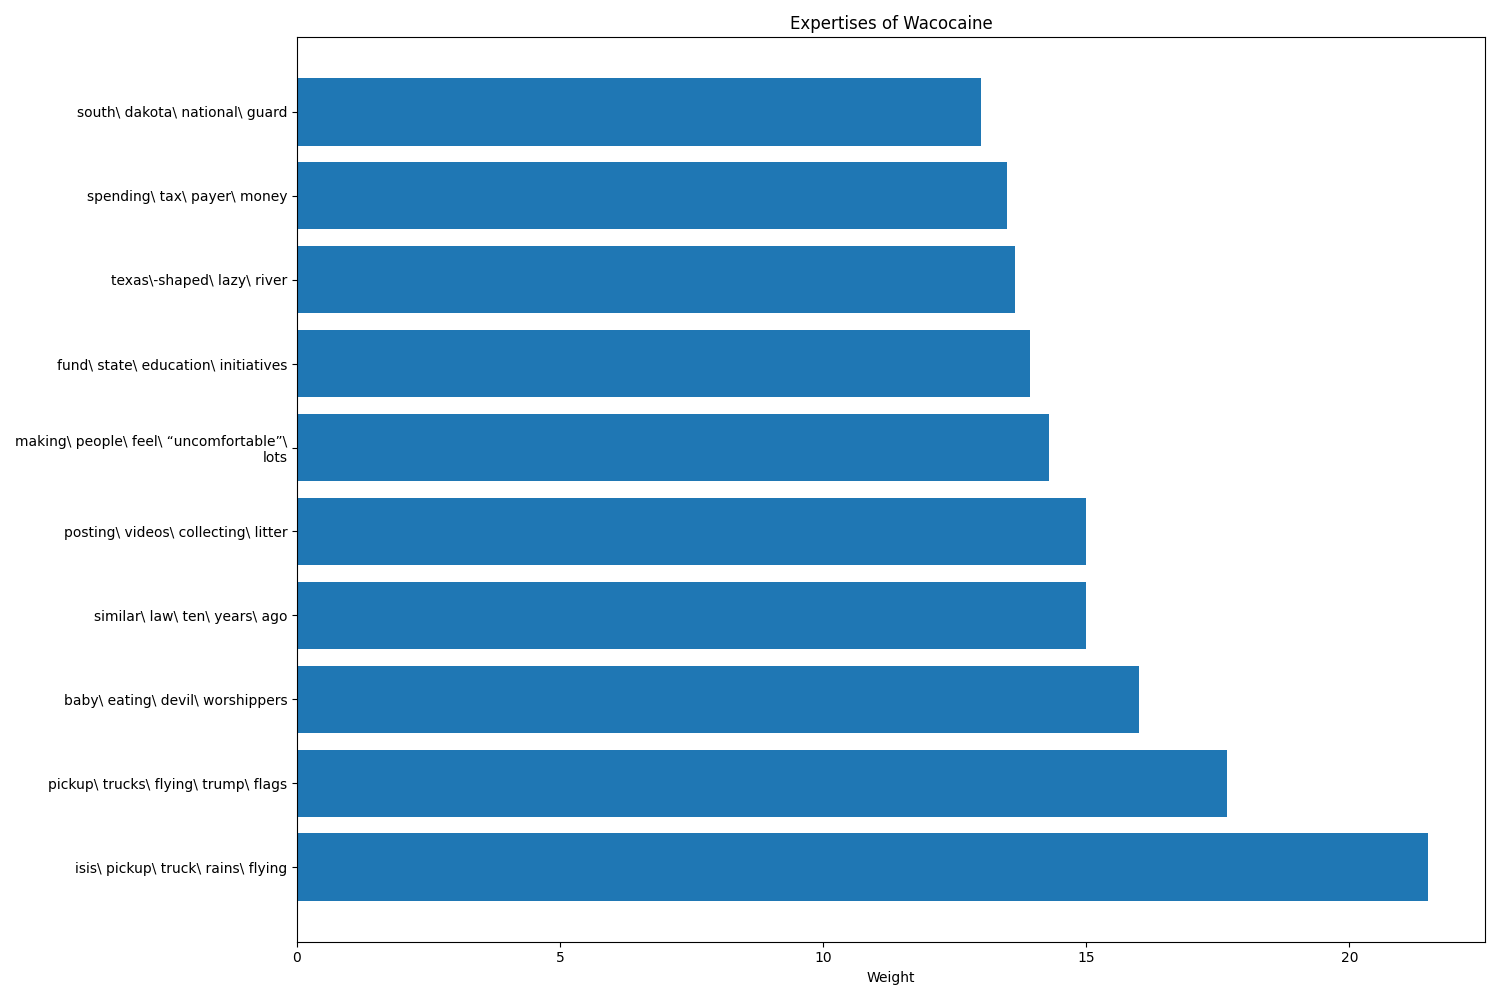 Expertises of Wacocaine
south\ dakota\ national\ guard
spending\ tax\ payer\ money
texas\-shaped\ lazy\ river
fund\ state\ education\ initiatives
making\ people\ feel\ “uncomfortable”\
lots
posting\ videos\ collecting\ litter
similar\ law\ ten\ years\ ago
baby\ eating\ devil\ worshippers
pickup\ trucks\ flying\ trump\ flags
isis\ pickup\ truck\ rains\ flying
0 5 10 15 20
Weight